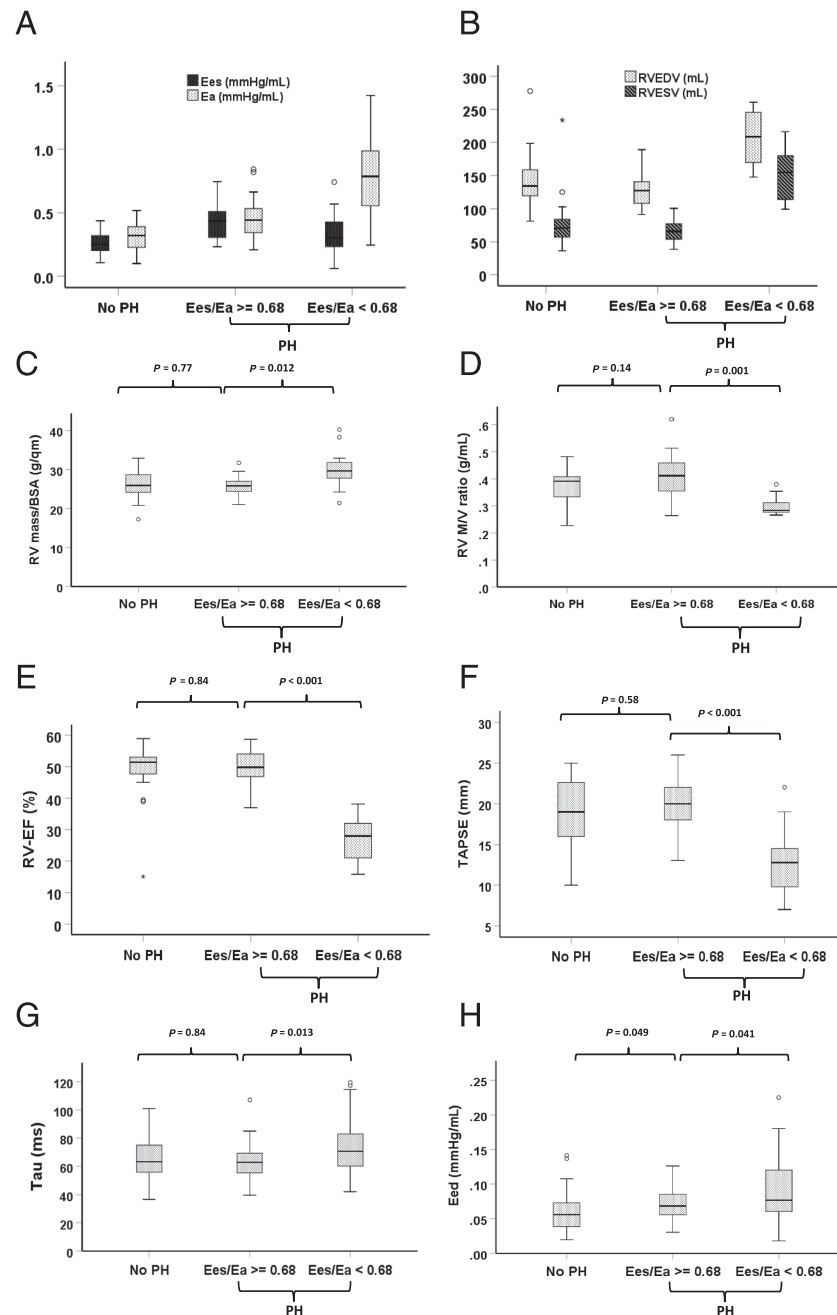 A
1.5
1.0
0.5
0.0
Ees (mmHg/mL)
Ea (mmHg/mL)
No PH
Ees/Ea >= 0.68
Ees/Ea < 0.68
PH
B
300
250
200
150
100
50
0
RVEDV (mL)
RVESV (mL)
No PH
Ees/Ea >= 0.68
Ees/Ea < 0.68
PH
C
P = 0.77
P = 0.012
RV mass/BSA (g/qm)
40
30
20
10
0
No PH
Ees/Ea >= 0.68
Ees/Ea < 0.68
PH
D
P = 0.14
P = 0.001
RV M/V ratio (g/mL)
.6
.5
.4
.3
.2
.1
.0
No PH
Ees/Ea >= 0.68
Ees/Ea < 0.68
PH
E
P = 0.84
P < 0.001
RV-EF (%)
60
50
40
30
20
10
0
No PH
Ees/Ea >= 0.68
Ees/Ea < 0.68
PH
F
P = 0.58
P < 0.001
TAPSE (mm)
30
25
20
15
10
5
No PH
Ees/Ea >= 0.68
Ees/Ea < 0.68
PH
G
P = 0.84
P = 0.013
Tau (ms)
120
100
80
60
40
20
0
No PH
Ees/Ea >= 0.68
Ees/Ea < 0.68
PH
H
P = 0.049
P = 0.041
Eed (mmHg/mL)
.25
.20
.15
.10
.05
.00
No PH
Ees/Ea >= 0.68
Ees/Ea < 0.68
PH